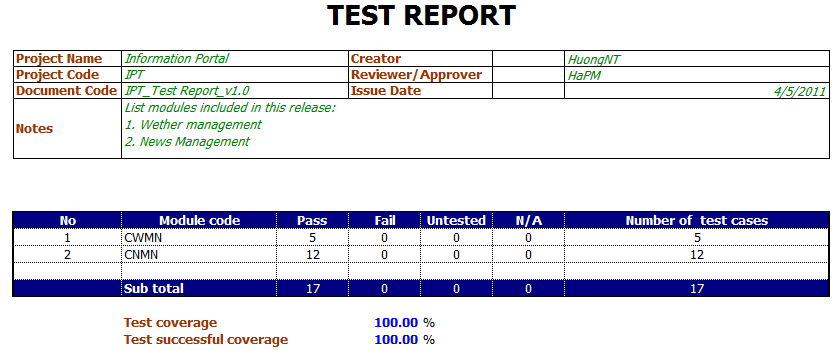 TEST REPORT
Project Name Information Portal Creator HuongNT
Project Code IPT Reviewer/Approver HaPM
Document Code IPT_Test Report_v1.0 Issue Date 4/5/2011
Notes List modules included in this release:
1. Wether management
2. News Management
No Module code Pass Fail Untested N/A Number of test cases
1 CWMN 5 0 0 0 5
2 CNMN 12 0 0 0 12
Sub total 17 0 0 0 17
Test coverage 100.00 %
Test successful coverage 100.00 %